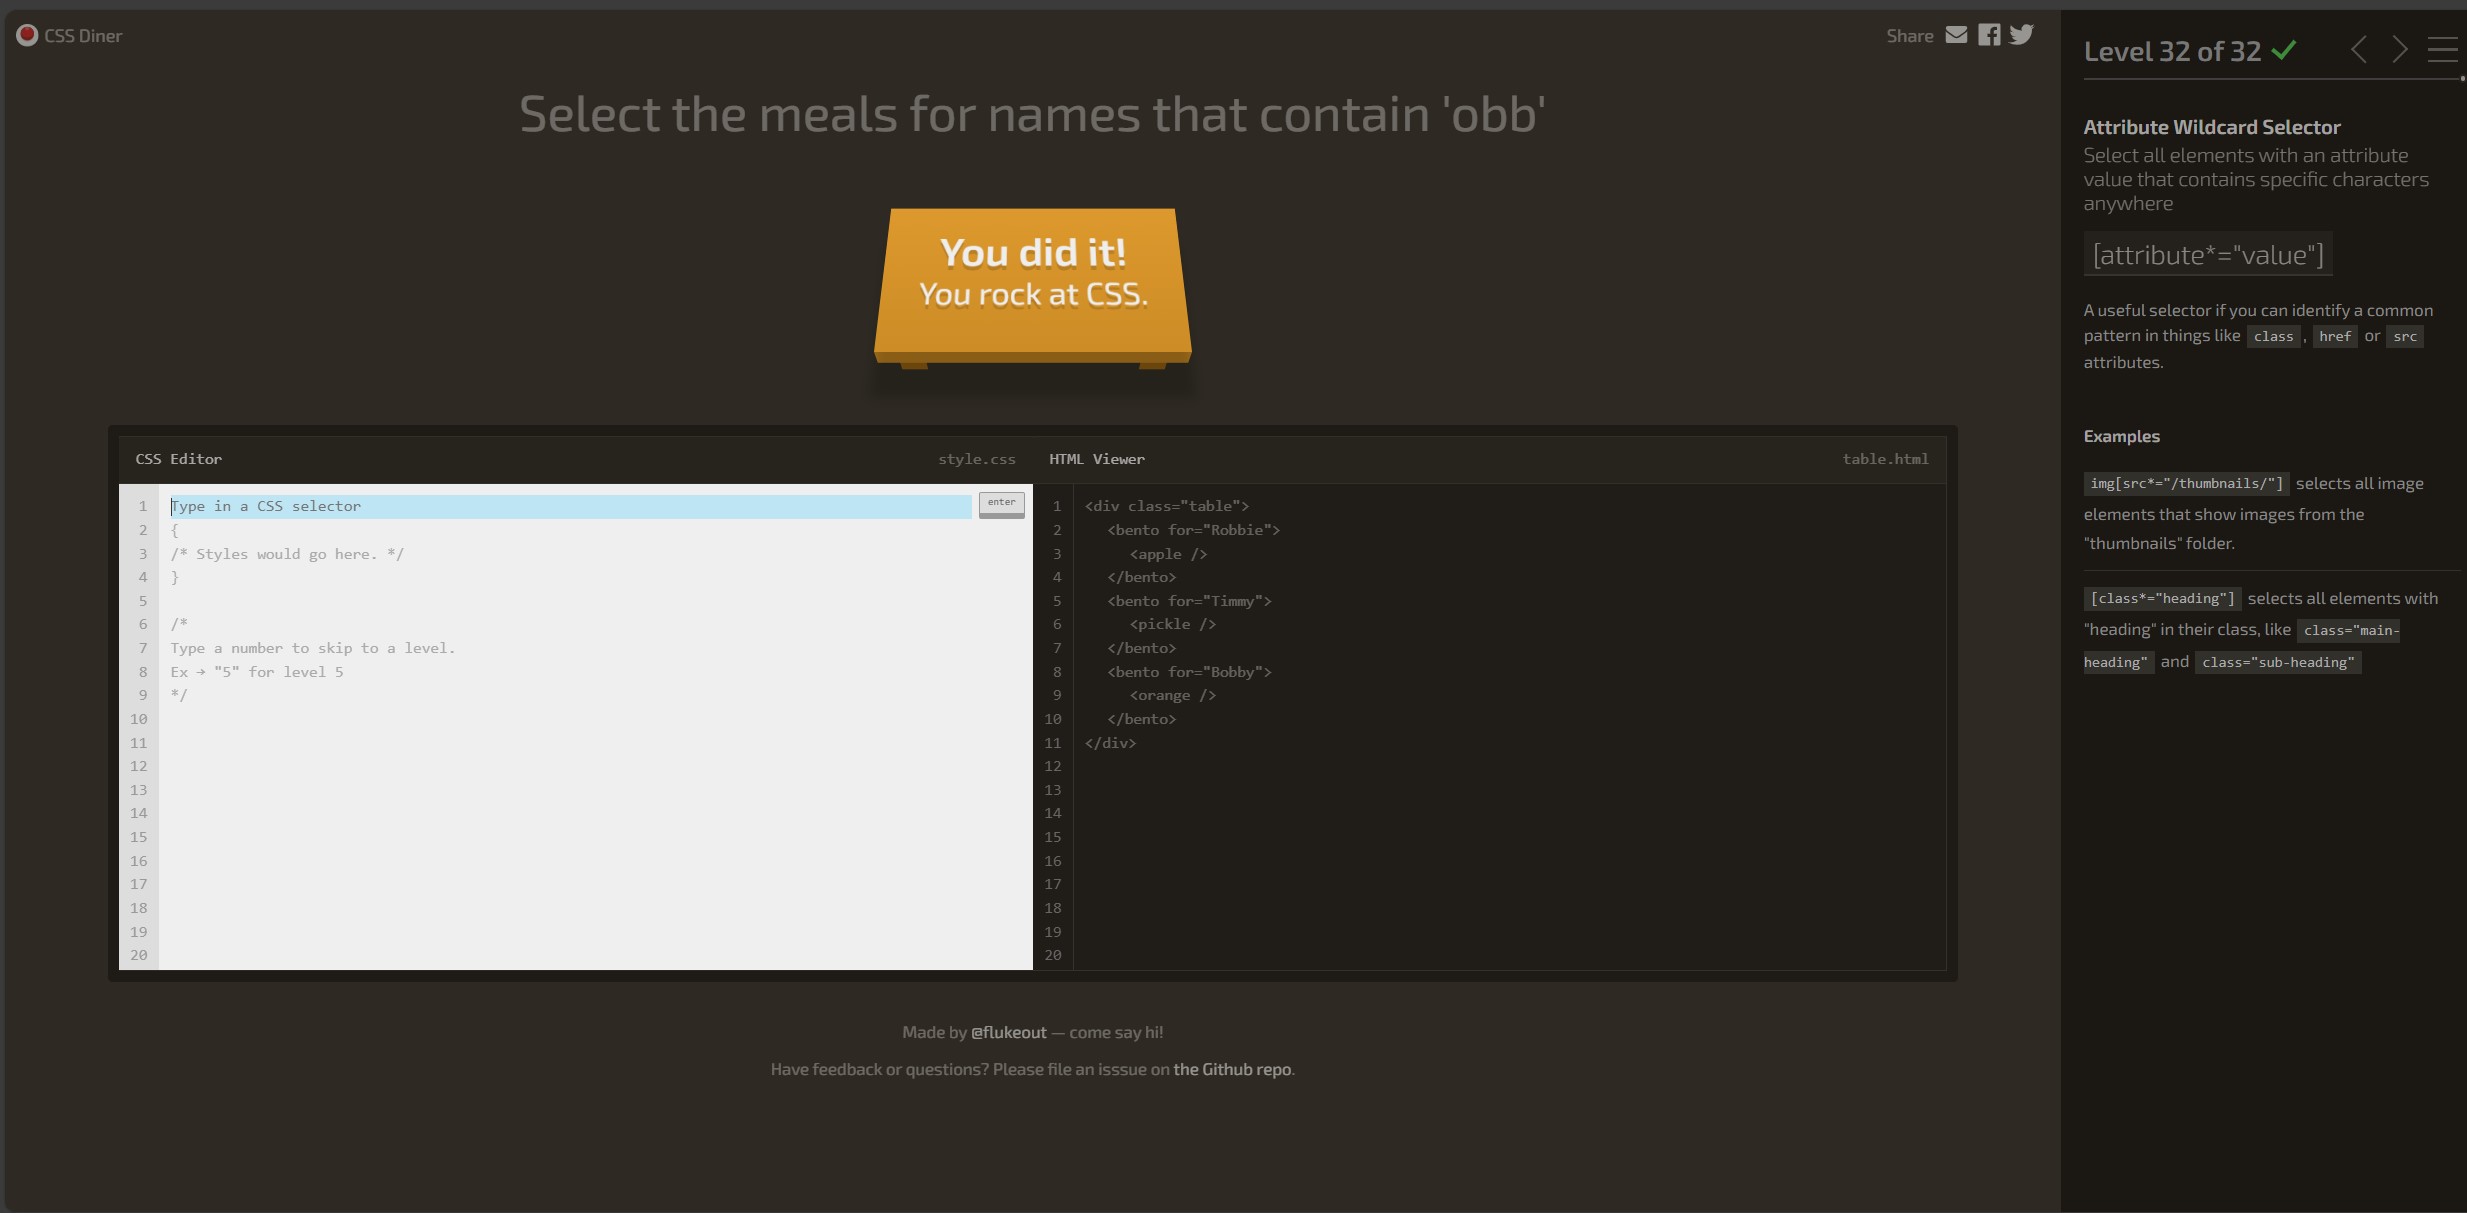 CSS Diner
Share
Select the meals for names that contain 'obb'
You did it!
You rock at CSS.
CSS Editor
style.css
1
Type in a CSS selector
enter
2
{
3
/* Styles would go here. */
4
}
5
6
/*
7
Type a number to skip to a level.
8
Ex → "5" for level 5
9
*/
10
11
12
13
14
15
16
17
18
19
20
HTML Viewer
table.html
1
<div class="table">
2
<bento for="Robbie">
3
<apple />
4
</bento>
5
<bento for="Timmy">
6
<pickle />
7
</bento>
8
<bento for="Bobby">
9
<orange />
10
</bento>
11
</div>
12
13
14
15
16
17
18
19
20
Made by @flukeout — come say hi!
Have feedback or questions? Please file an isssue on the Github repo.
Level 32 of 32
Attribute Wildcard Selector
Select all elements with an attribute
value that contains specific characters
anywhere
[attribute*="value"]
A useful selector if you can identify a common
pattern in things like class, href or src
attributes.
Examples
img[src*="/thumbnails/"] selects all image
elements that show images from the
"thumbnails" folder.
[class*="heading"] selects all elements with
"heading" in their class, like class="main-
heading" and class="sub-heading"